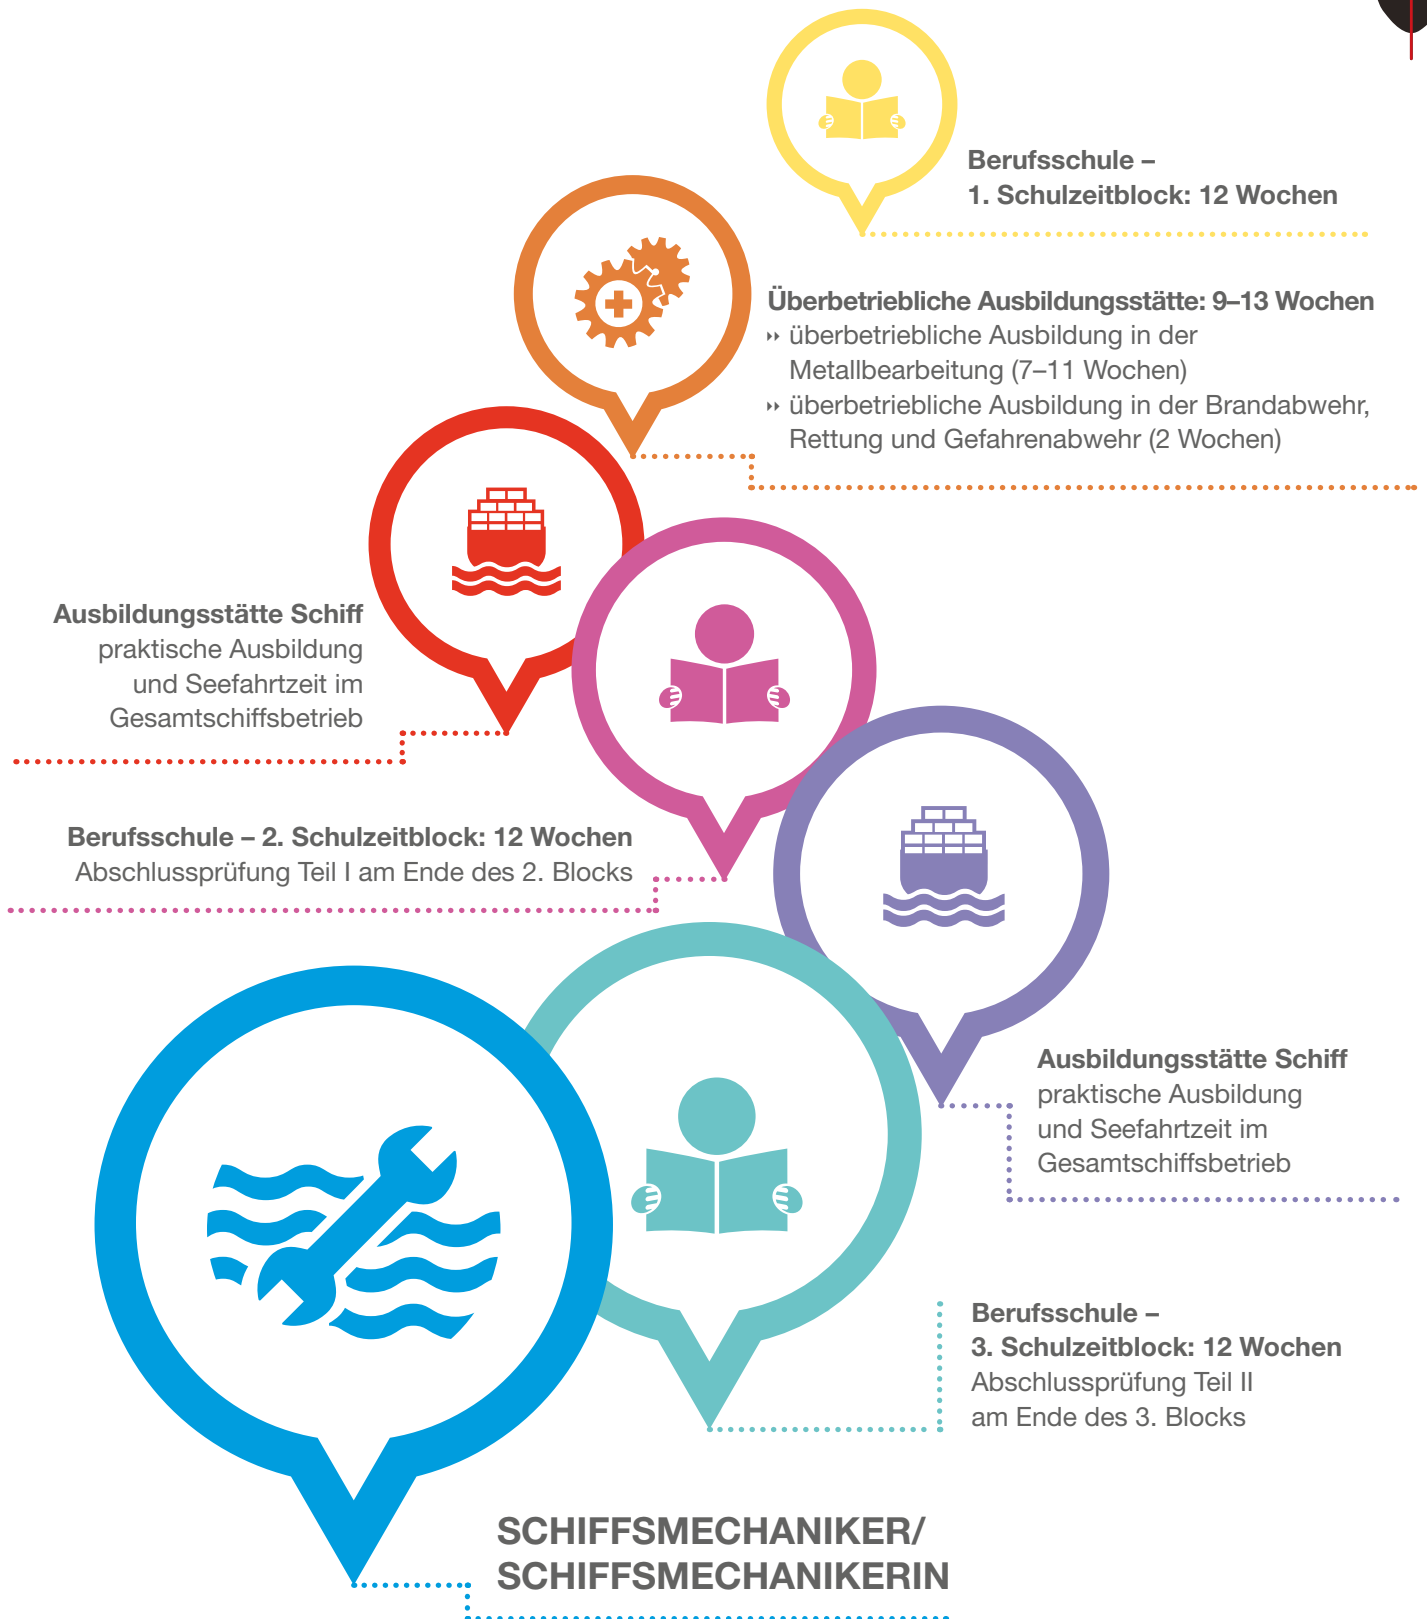 Berufsschule –
1. Schulzeitblock: 12 Wochen
Überbetriebliche Ausbildungsstätte: 9–13 Wochen
überbetriebliche Ausbildung in der
Metallbearbeitung (7–11 Wochen)
überbetriebliche Ausbildung in der Brandabwehr,
Rettung und Gefahrenabwehr (2 Wochen)
Ausbildungsstätte Schiff
praktische Ausbildung
und Seefahrtzeit im
Gesamtschiffsbetrieb
Berufsschule – 2. Schulzeitblock: 12 Wochen
Abschlussprüfung Teil I am Ende des 2. Blocks
Ausbildungsstätte Schiff
praktische Ausbildung
und Seefahrtzeit im
Gesamtschiffsbetrieb
Berufsschule –
3. Schulzeitblock: 12 Wochen
Abschlussprüfung Teil II
am Ende des 3. Blocks
SCHIFFSMECHANIKER/
SCHIFFSMECHANIKERIN